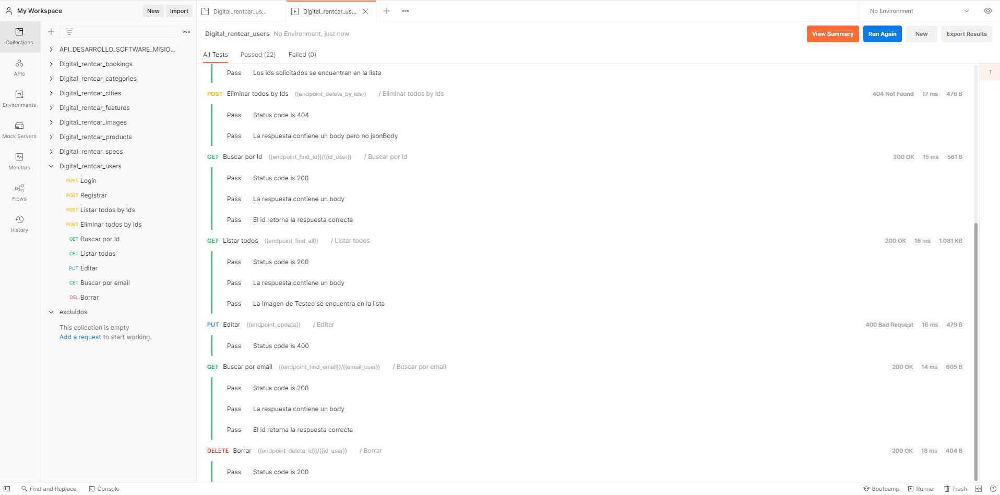 My Workspace
New
Import
Digital_rentcar_us...
Digital_rentcar_us...
No Environment
Collections
APIs
Environments
Mock Servers
Monitors
Flows
History
API_DESARROLLO_SOFTWARE_MISIO...
Digital_rentcar_bookings
Digital_rentcar_categories
Digital_rentcar_cities
Digital_rentcar_features
Digital_rentcar_images
Digital_rentcar_products
Digital_rentcar_specs
Digital_rentcar_users
POST Login
POST Registrar
POST Listar todos by Ids
POST Eliminar todos by Ids
GET Buscar por Id
GET Listar todos
PUT Editar
GET Buscar por email
DEL Borrar
excluidos
This collection is empty
Add a request to start working.
Digital_rentcar_users No Environment, just now
View Summary
Run Again
New
Export Results
All Tests
Passed (22)
Failed (0)
1
Pass Los ids solicitados se encuentran en la lista
POST Eliminar todos by Ids {{endpoint_delete_by_ids}} / Eliminar todos by Ids 404 Not Found 17 ms 476 B
Pass Status code is 404
Pass La respuesta contiene un body pero no jsonBody
GET Buscar por Id {{endpoint_find_id}}/{{id_user}} / Buscar por Id 200 OK 15 ms 561 B
Pass Status code is 200
Pass La respuesta contiene un body
Pass El id retorna la respuesta correcta
GET Listar todos {{endpoint_find_all}} / Listar todos 200 OK 16 ms 1.081 KB
Pass Status code is 200
Pass La respuesta contiene un body
Pass La Imagen de Testeo se encuentra en la lista
PUT Editar {{endpoint_update}} / Editar 400 Bad Request 16 ms 479 B
Pass Status code is 400
GET Buscar por email {{endpoint_find_email}}/{{email_user}} / Buscar por email 200 OK 14 ms 605 B
Pass Status code is 200
Pass La respuesta contiene un body
Pass El id retorna la respuesta correcta
DELETE Borrar {{endpoint_delete_id}}/{{id_user}} / Borrar 200 OK 18 ms 404 B
Pass Status code is 200
Find and Replace
Console
Bootcamp
Runner
Trash